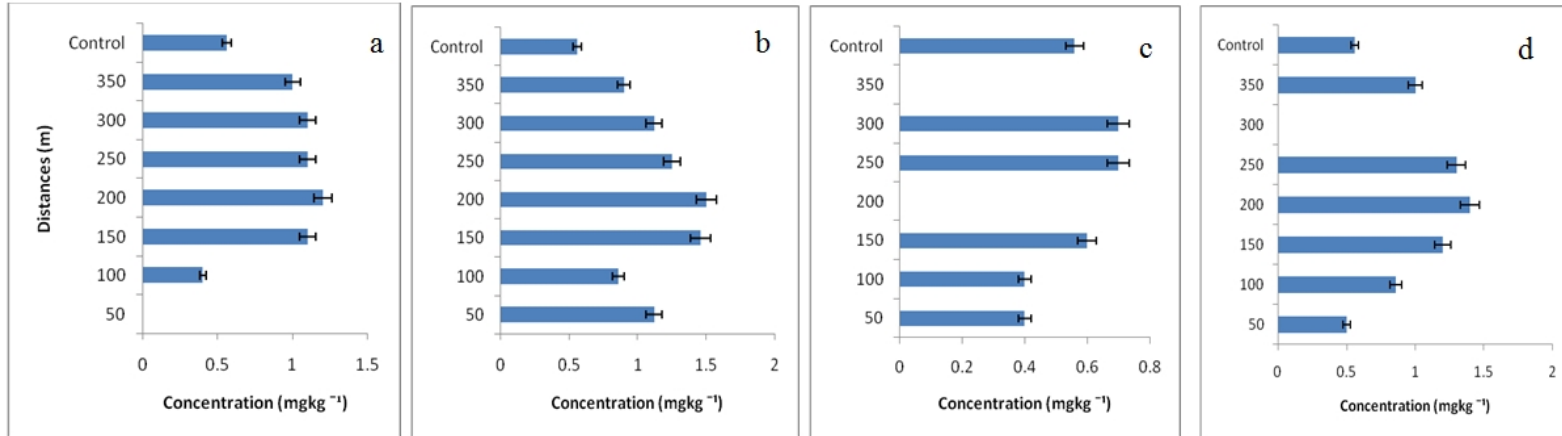 a
Control
350
300
250
200
150
100
50
Distances (m)
0 0.5 1 1.5
Concentration (mgkg ⁻¹)
b
Control
350
300
250
200
150
100
50
0 0.5 1 1.5 2
Concentration (mgkg ⁻¹)
c
Control
350
300
250
200
150
100
50
0 0.2 0.4 0.6 0.8
Concentration (mgkg ⁻¹)
d
Control
350
300
250
200
150
100
50
0 0.5 1 1.5 2
Concentration (mgkg ⁻¹)